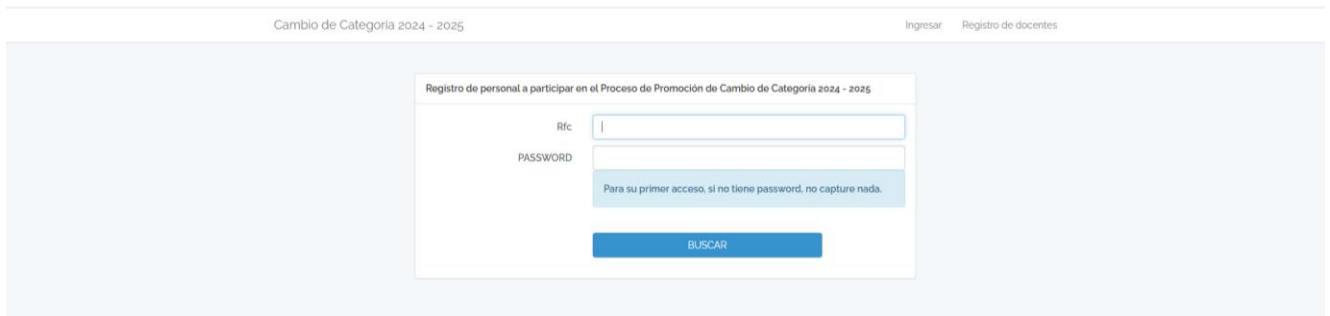 Cambio de Categoría 2024 - 2025
Ingresar Registro de docentes
Registro de personal a participar en el Proceso de Promoción de Cambio de Categoría 2024 - 2025
Rfc
PASSWORD
Para su primer acceso, si no tiene password, no capture nada.
BUSCAR